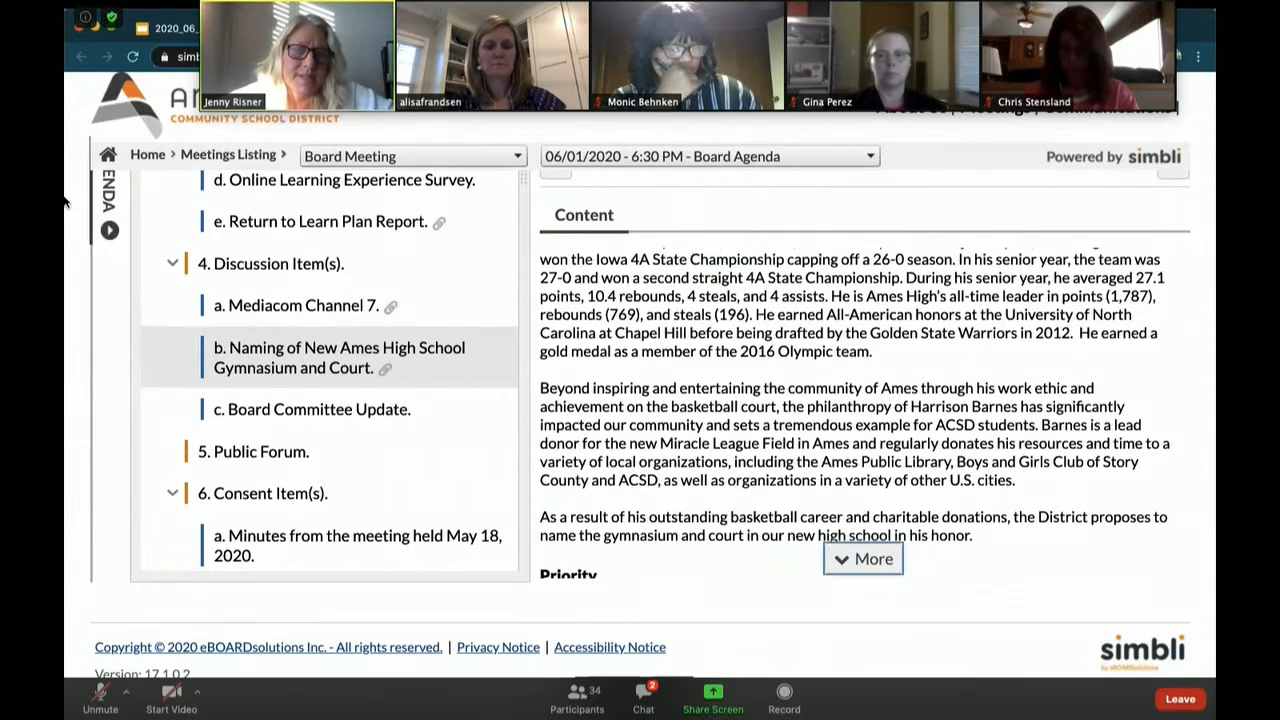 2020_06_
simb
Jenny Risner
alisafrandsen
Monic Behnken
Gina Perez
Chris Stensland
COMMUNITY SCHOOL DISTRICT
Home > Meetings Listing >
Board Meeting
06/01/2020 - 6:30 PM - Board Agenda
Powered by simbli
ENDA
d. Online Learning Experience Survey.
e. Return to Learn Plan Report.
4. Discussion Item(s).
a. Mediacom Channel 7.
b. Naming of New Ames High School
Gymnasium and Court.
c. Board Committee Update.
5. Public Forum.
6. Consent Item(s).
a. Minutes from the meeting held May 18,
2020.
Content
won the Iowa 4A State Championship capping off a 26-0 season. In his senior year, the team was
27-0 and won a second straight 4A State Championship. During his senior year, he averaged 27.1
points, 10.4 rebounds, 4 steals, and 4 assists. He is Ames High's all-time leader in points (1,787),
rebounds (769), and steals (196). He earned All-American honors at the University of North
Carolina at Chapel Hill before being drafted by the Golden State Warriors in 2012. He earned a
gold medal as a member of the 2016 Olympic team.
Beyond inspiring and entertaining the community of Ames through his work ethic and
achievement on the basketball court, the philanthropy of Harrison Barnes has significantly
impacted our community and sets a tremendous example for ACSD students. Barnes is a lead
donor for the new Miracle League Field in Ames and regularly donates his resources and time to a
variety of local organizations, including the Ames Public Library, Boys and Girls Club of Story
County and ACSD, as well as organizations in a variety of other U.S. cities.
As a result of his outstanding basketball career and charitable donations, the District proposes to
name the gymnasium and court in our new high school in his honor.
More
Priority
Copyright © 2020 eBOARDsolutions Inc. - All rights reserved. | Privacy Notice | Accessibility Notice
simbli
by eBOARDsolutions
Version: 17.1.0.2
Unmute
Start Video
34
Participants
2
Chat
Share Screen
Record
Leave